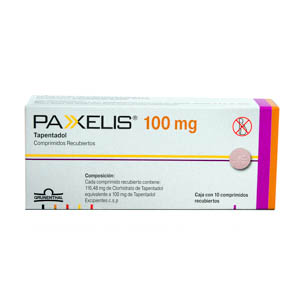 PAXXELIS® 100 mg
Tapentadol
Comprimidos Recubiertos
Composición:
Cada comprimido recubierto contiene:
116,48 mg de Clorhidrato de Tapentadol
equivalente a 100 mg de Tapentadol
Excipientes c.s.p
Caja con 10 comprimidos
recubiertos
GRÜNENTHAL